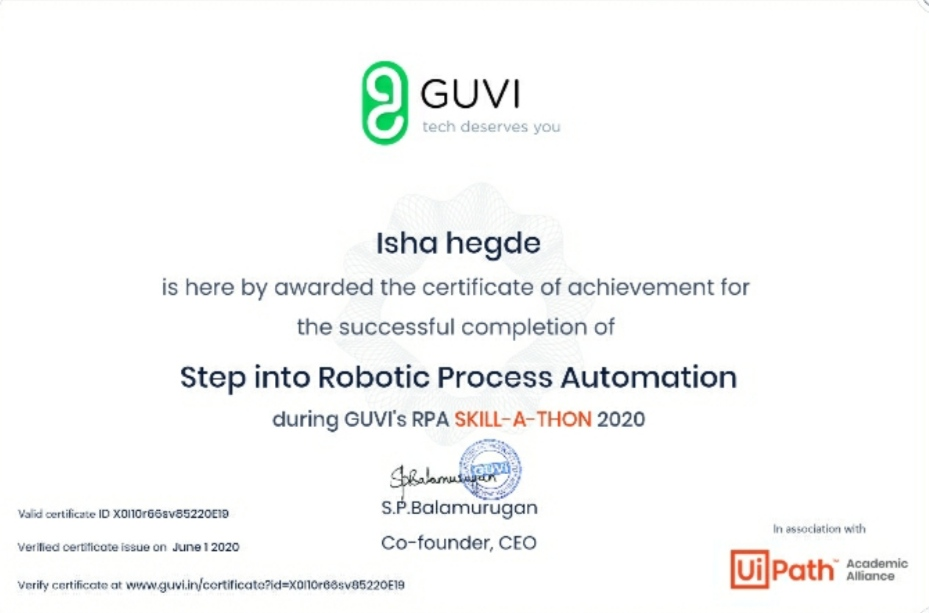 GUVI
tech deserves you
Isha hegde
is here by awarded the certificate of achievement for
the successful completion of
Step into Robotic Process Automation
during GUVI's RPA SKILL-A-THON 2020
SpBalamurugan
GUVI
S.P.Balamurugan
Co-founder, CEO
Valid certificate ID X0I10r66sv85220E19
Verified certificate issue on June 1 2020
Verify certificate at www.guvi.in/certificate?id=X0I10r66sv85220E19
In association with
UiPath™ Academic
Alliance